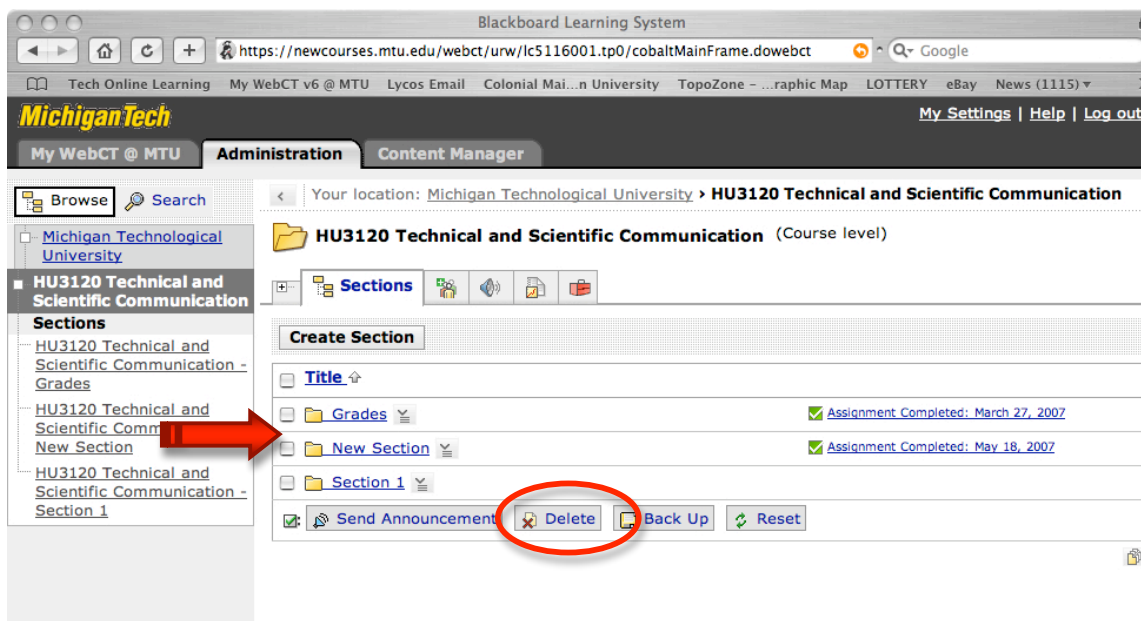 Blackboard Learning System
https://newcourses.mtu.edu/webct/urw/lc5116001.tp0/cobaltMainFrame.dowebct
Google
Tech Online Learning My WebCT v6 @ MTU Lycos Email Colonial Mai...n University TopoZone – ...raphic Map LOTTERY eBay News (1115)
MichiganTech
My Settings | Help | Log out
My WebCT @ MTU Administration Content Manager
Browse Search
Your location: Michigan Technological University › HU3120 Technical and Scientific Communication
Michigan Technological
University
HU3120 Technical and
Scientific Communication
Sections
HU3120 Technical and
Scientific Communication -
Grades
HU3120 Technical and
Scientific Comm
New Section
HU3120 Technical and
Scientific Communication -
Section 1
HU3120 Technical and Scientific Communication (Course level)
Sections
Create Section
Title
Grades Assignment Completed: March 27, 2007
New Section Assignment Completed: May 18, 2007
Section 1
Send Announcement Delete Back Up Reset